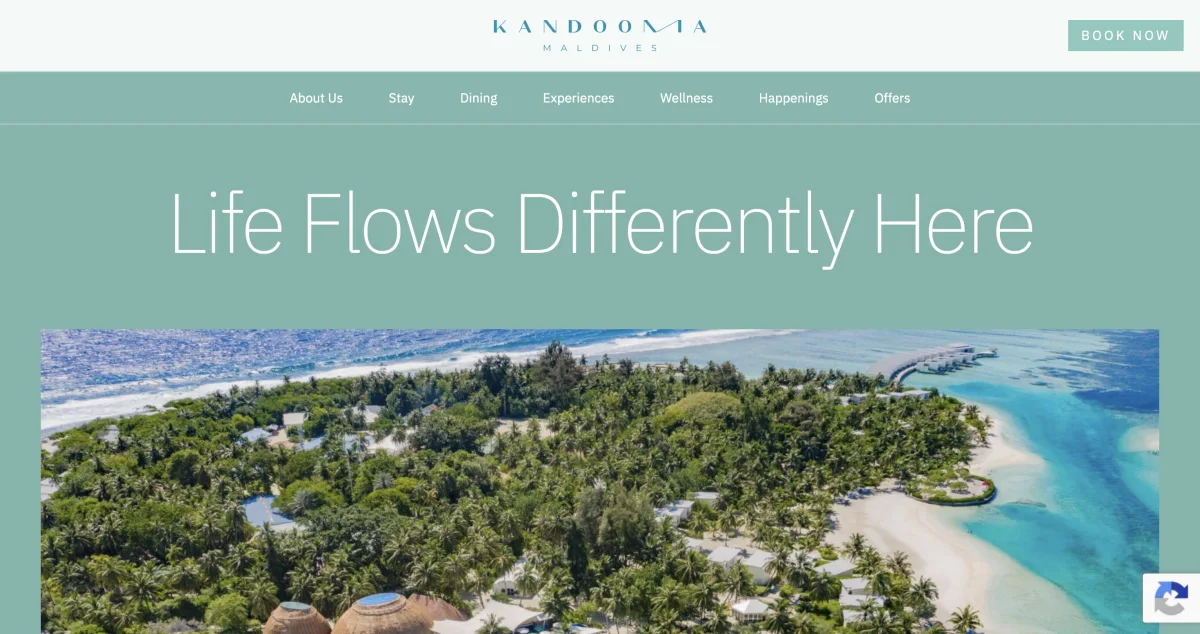 KANDOOMA
MALDIVES
BOOK NOW
About Us
Stay
Dining
Experiences
Wellness
Happenings
Offers
Life Flows Differently Here